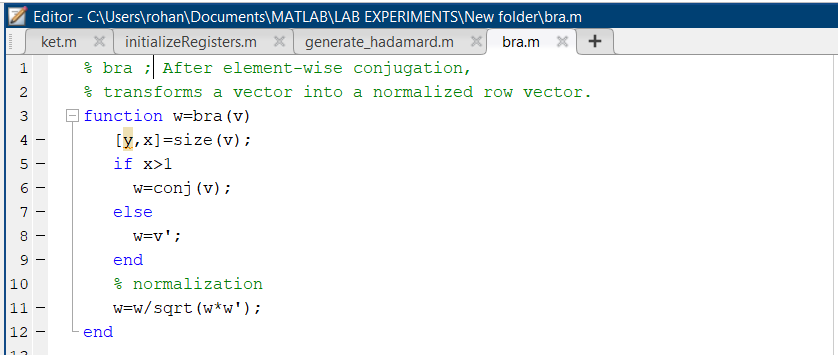 Editor - C:\Users\rohan\Documents\MATLAB\LAB EXPERIMENTS\New folder\bra.m
ket.m initializeRegisters.m generate_hadamard.m bra.m
1 % bra ; After element-wise conjugation,
2 % transforms a vector into a normalized row vector.
3 function w=bra(v)
4 [y,x]=size(v);
5 if x>1
6 w=conj(v);
7 else
8 w=v';
9 end
10 % normalization
11 w=w/sqrt(w*w');
12 end